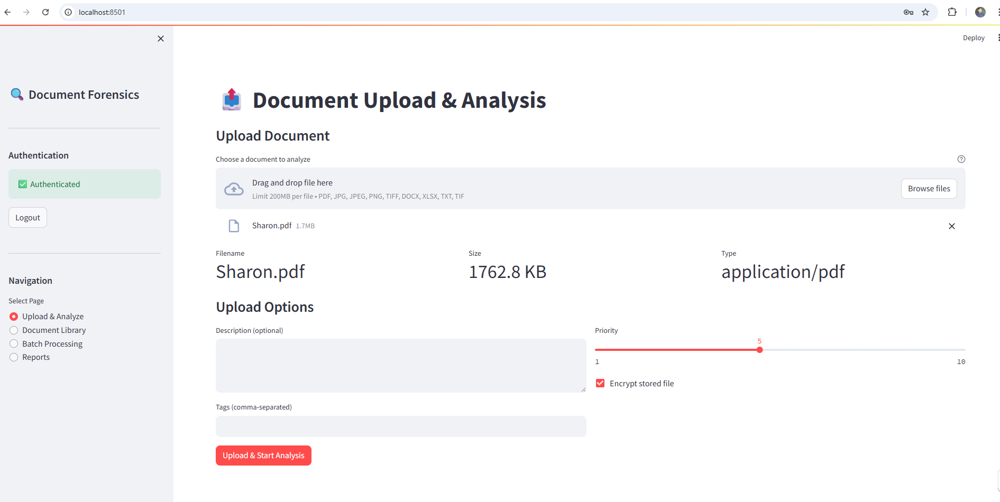 localhost:8501
Deploy
Document Forensics
Authentication
Authenticated
Logout
Navigation
Select Page
Upload & Analyze
Document Library
Batch Processing
Reports
Document Upload & Analysis
Upload Document
Choose a document to analyze
Drag and drop file here
Limit 200MB per file • PDF, JPG, JPEG, PNG, TIFF, DOCX, XLSX, TXT, TIF
Browse files
Sharon.pdf 1.7MB
Filename
Sharon.pdf
Size
1762.8 KB
Type
application/pdf
Upload Options
Description (optional)
Priority
5
1 10
Encrypt stored file
Tags (comma-separated)
Upload & Start Analysis